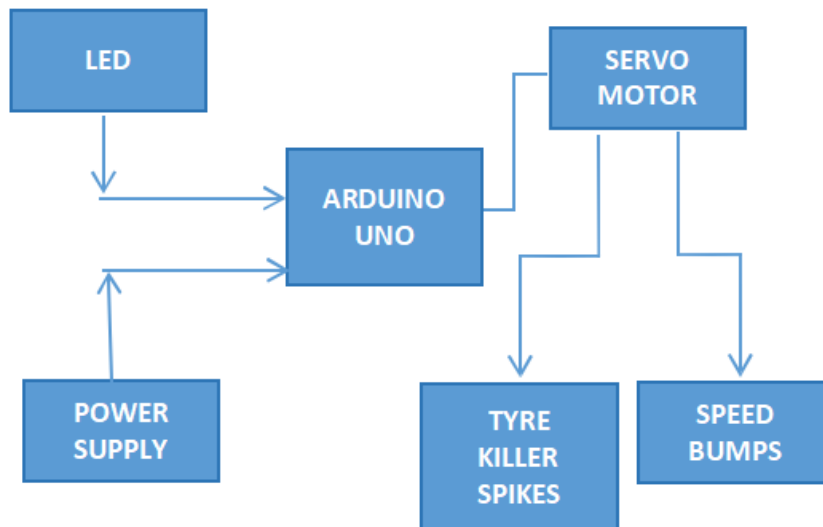 LED
SERVO
MOTOR
ARDUINO
UNO
POWER
SUPPLY
TYRE
KILLER
SPIKES
SPEED
BUMPS